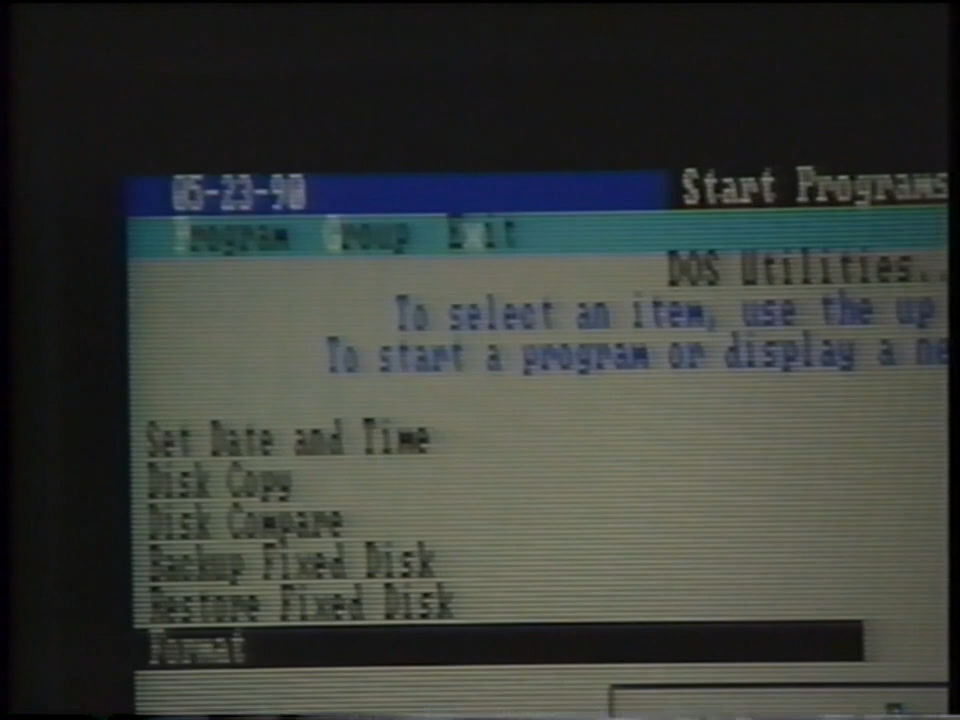 05-23-90 Start Programs
Program Group Exit
DOS Utilities..
To select an item, use the up
To start a program or display a ne
Set Date and Time
Disk Copy
Disk Compare
Backup Fixed Disk
Restore Fixed Disk
Format